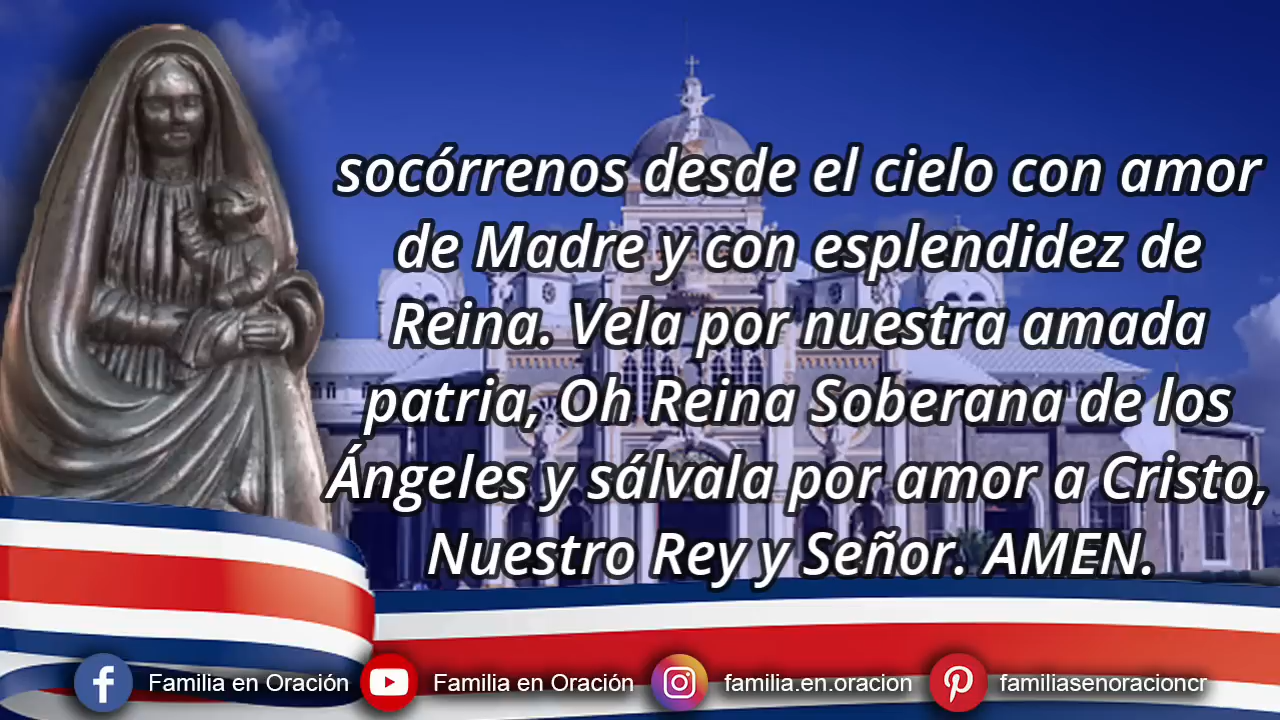 socórrenos desde el cielo con amor
de Madre y con esplendidez de
Reina. Vela por nuestra amada
patria, Oh Reina Soberana de los
Ángeles y sálvala por amor a Cristo,
Nuestro Rey y Señor. AMEN.
Familia en Oración
Familia en Oración
familia.en.oracion
familiasenoracioncr